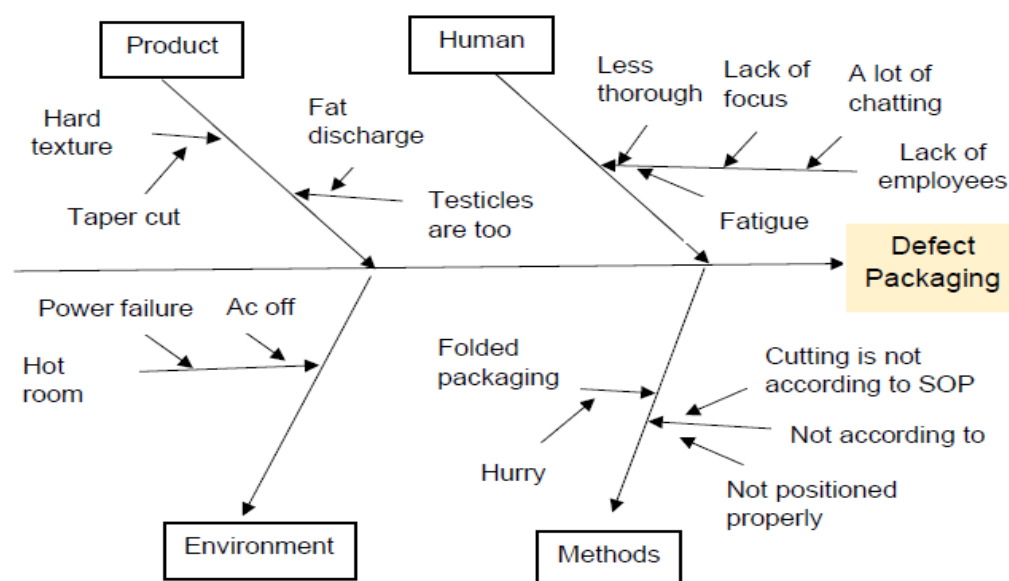 Product
Human
Less
thorough
Lack of
focus
A lot of
chatting
Hard
texture
Fat
discharge
Lack of
employees
Taper cut
Testicles
are too
Fatigue
Defect
Packaging
Power failure
Ac off
Hot
room
Folded
packaging
Cutting is not
according to SOP
Not according to
Hurry
Not positioned
properly
Environment
Methods